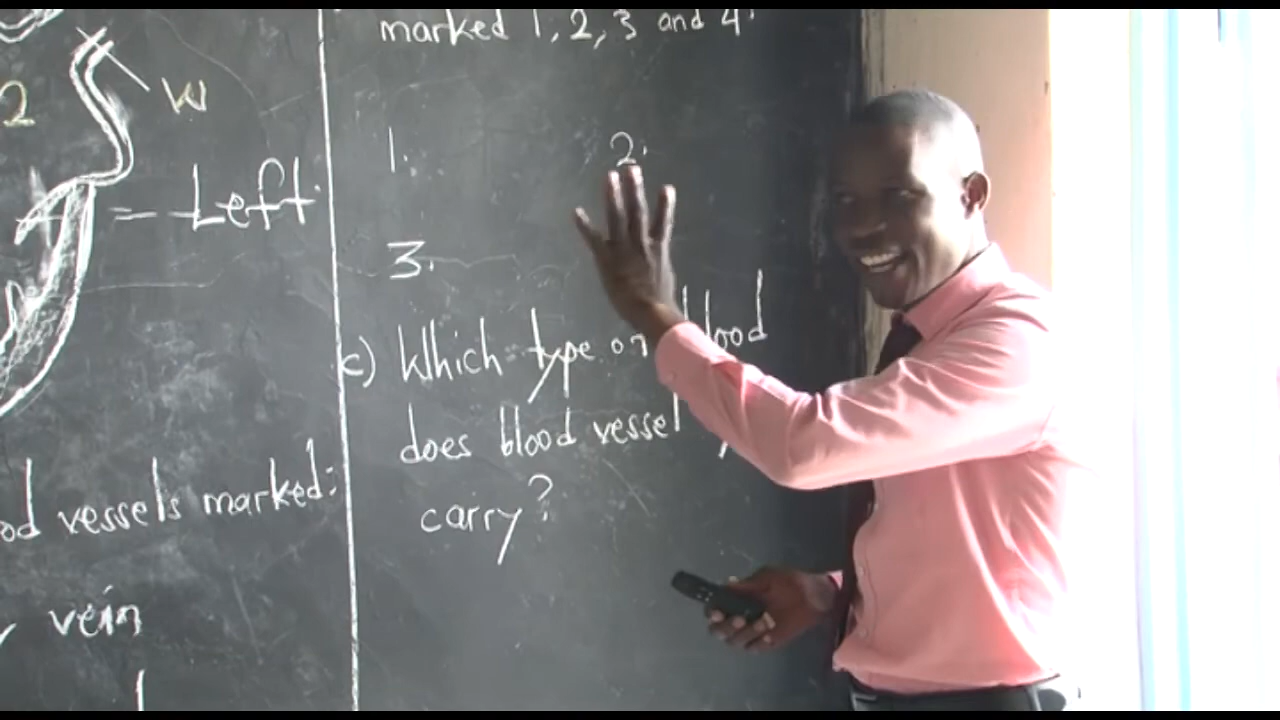 2
W
= Left
vessels marked:
vein
marked 1, 2, 3 and 4.
1. 2.
3.
c) Which type of blood
does blood vessel
carry?